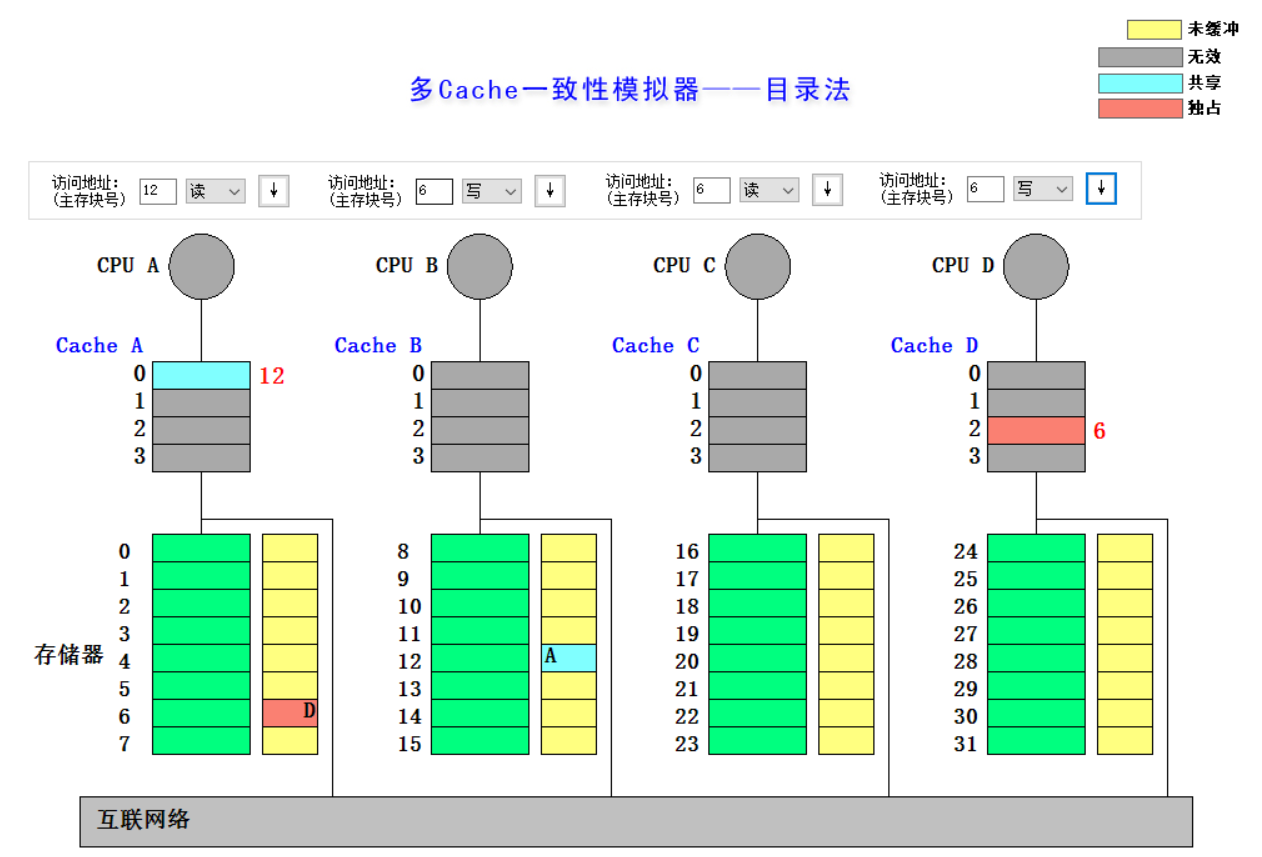 未缓冲
无效
共享
独占
多Cache一致性模拟器——目录法
访问地址: 12 读 ↓ 访问地址: 6 写 ↓ 访问地址: 6 读 ↓ 访问地址: 6 写 ↓
(主存块号) (主存块号) (主存块号) (主存块号)
CPU A CPU B CPU C CPU D
Cache A Cache B Cache C Cache D
0 12 0 0 0
1 1 1 1
2 2 2 2 6
3 3 3 3
0 8 16 24
1 9 17 25
2 10 18 26
3 11 19 27
存储器 4 12 A 20 28
5 13 21 29
6 D 14 22 30
7 15 23 31
互联网络